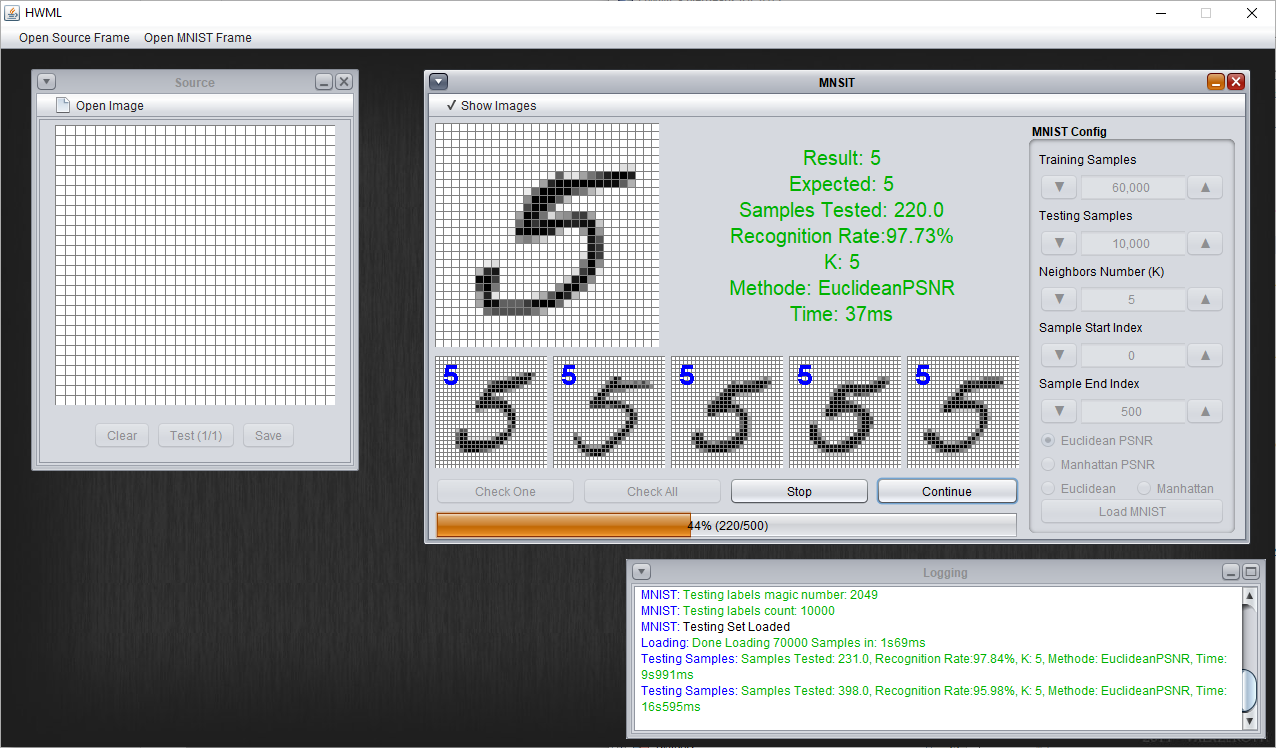 HWML
Open Source Frame Open MNIST Frame
Source
Open Image
Clear Test (1/1) Save
MNSIT
Show Images
Result: 5
Expected: 5
Samples Tested: 220.0
Recognition Rate:97.73%
K: 5
Methode: EuclideanPSNR
Time: 37ms
5 5 5 5 5
Check One Check All Stop Continue
44% (220/500)
MNIST Config
Training Samples
60,000
Testing Samples
10,000
Neighbors Number (K)
5
Sample Start Index
0
Sample End Index
500
Euclidean PSNR
Manhattan PSNR
Euclidean Manhattan
Load MNIST
Logging
MNIST: Testing labels magic number: 2049
MNIST: Testing labels count: 10000
MNIST: Testing Set Loaded
Loading: Done Loading 70000 Samples in: 1s69ms
Testing Samples: Samples Tested: 231.0, Recognition Rate:97.84%, K: 5, Methode: EuclideanPSNR, Time:
9s991ms
Testing Samples: Samples Tested: 398.0, Recognition Rate:95.98%, K: 5, Methode: EuclideanPSNR, Time:
16s595ms